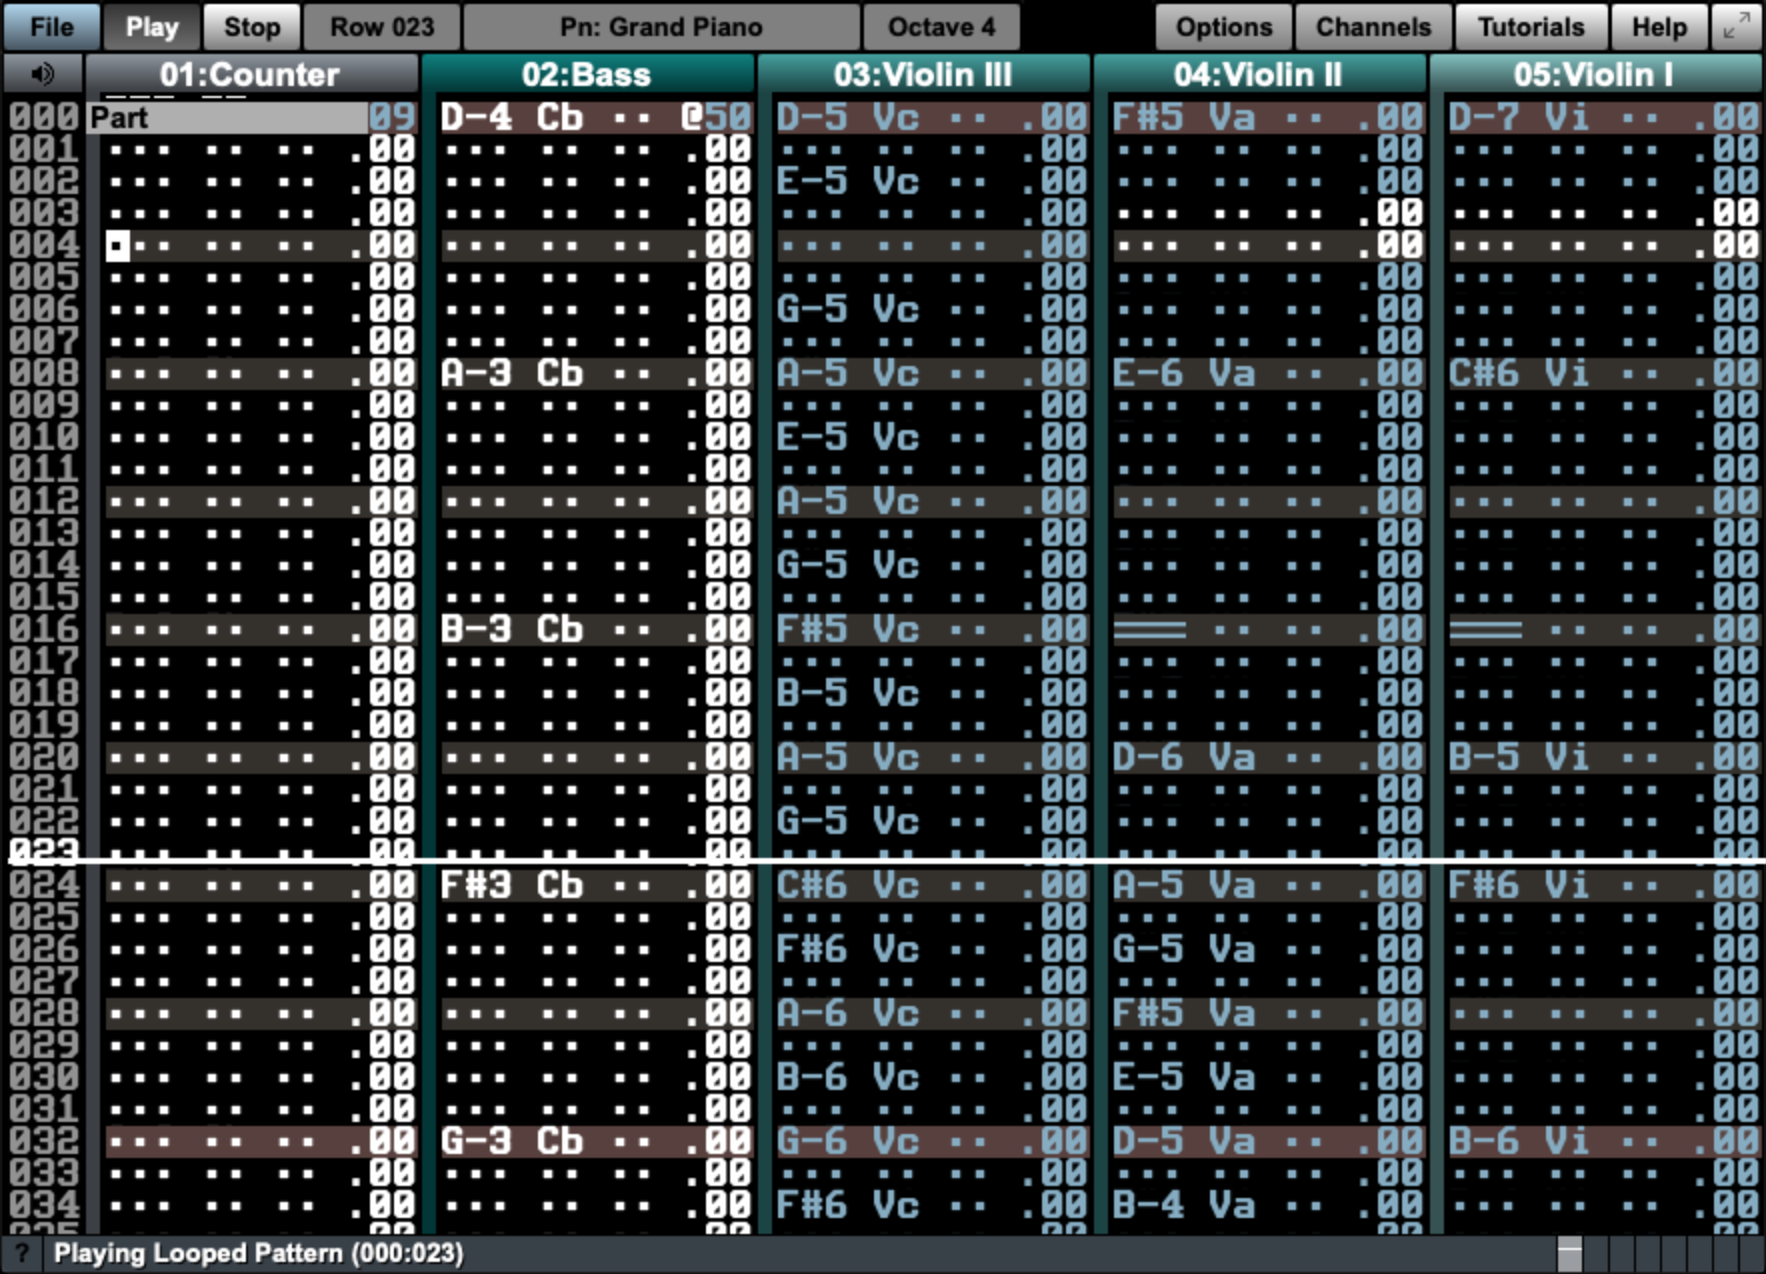 File Play Stop Row 023 Pn: Grand Piano Octave 4 Options Channels Tutorials Help
01:Counter 02:Bass 03:Violin III 04:Violin II 05:Violin I
000 Part 09 D-4 Cb ·· @50 D-5 Vc ·· .00 F#5 Va ·· .00 D-7 Vi ·· .00
001 ··· ·· ·· .00 ··· ·· ·· .00 ··· ·· ·· .00 ··· ·· ·· .00 ··· ·· ·· .00
002 ··· ·· ·· .00 ··· ·· ·· .00 E-5 Vc ·· .00 ··· ·· ·· .00 ··· ·· ·· .00
003 ··· ·· ·· .00 ··· ·· ·· .00 ··· ·· ·· .00 ··· ·· ·· .00 ··· ·· ·· .00
004 ··· ·· ·· .00 ··· ·· ·· .00 ··· ·· ·· .00 ··· ·· ·· .00 ··· ·· ·· .00
005 ··· ·· ·· .00 ··· ·· ·· .00 ··· ·· ·· .00 ··· ·· ·· .00 ··· ·· ·· .00
006 ··· ·· ·· .00 ··· ·· ·· .00 G-5 Vc ·· .00 ··· ·· ·· .00 ··· ·· ·· .00
007 ··· ·· ·· .00 ··· ·· ·· .00 ··· ·· ·· .00 ··· ·· ·· .00 ··· ·· ·· .00
008 ··· ·· ·· .00 A-3 Cb ·· .00 A-5 Vc ·· .00 E-6 Va ·· .00 C#6 Vi ·· .00
009 ··· ·· ·· .00 ··· ·· ·· .00 ··· ·· ·· .00 ··· ·· ·· .00 ··· ·· ·· .00
010 ··· ·· ·· .00 ··· ·· ·· .00 E-5 Vc ·· .00 ··· ·· ·· .00 ··· ·· ·· .00
011 ··· ·· ·· .00 ··· ·· ·· .00 ··· ·· ·· .00 ··· ·· ·· .00 ··· ·· ·· .00
012 ··· ·· ·· .00 ··· ·· ·· .00 A-5 Vc ·· .00 ··· ·· ·· .00 ··· ·· ·· .00
013 ··· ·· ·· .00 ··· ·· ·· .00 ··· ·· ·· .00 ··· ·· ·· .00 ··· ·· ·· .00
014 ··· ·· ·· .00 ··· ·· ·· .00 G-5 Vc ·· .00 ··· ·· ·· .00 ··· ·· ·· .00
015 ··· ·· ·· .00 ··· ·· ·· .00 ··· ·· ·· .00 ··· ·· ·· .00 ··· ·· ·· .00
016 ··· ·· ·· .00 B-3 Cb ·· .00 F#5 Vc ·· .00 === ·· ·· .00 === ·· ·· .00
017 ··· ·· ·· .00 ··· ·· ·· .00 ··· ·· ·· .00 ··· ·· ·· .00 ··· ·· ·· .00
018 ··· ·· ·· .00 ··· ·· ·· .00 B-5 Vc ·· .00 ··· ·· ·· .00 ··· ·· ·· .00
019 ··· ·· ·· .00 ··· ·· ·· .00 ··· ·· ·· .00 ··· ·· ·· .00 ··· ·· ·· .00
020 ··· ·· ·· .00 ··· ·· ·· .00 A-5 Vc ·· .00 D-6 Va ·· .00 B-5 Vi ·· .00
021 ··· ·· ·· .00 ··· ·· ·· .00 ··· ·· ·· .00 ··· ·· ·· .00 ··· ·· ·· .00
022 ··· ·· ·· .00 ··· ·· ·· .00 G-5 Vc ·· .00 ··· ·· ·· .00 ··· ·· ·· .00
023 ··· ·· ·· .00 ··· ·· ·· .00 ··· ·· ·· .00 ··· ·· ·· .00 ··· ·· ·· .00
024 ··· ·· ·· .00 F#3 Cb ·· .00 C#6 Vc ·· .00 A-5 Va ·· .00 F#6 Vi ·· .00
025 ··· ·· ·· .00 ··· ·· ·· .00 ··· ·· ·· .00 ··· ·· ·· .00 ··· ·· ·· .00
026 ··· ·· ·· .00 ··· ·· ·· .00 F#6 Vc ·· .00 G-5 Va ·· .00 ··· ·· ·· .00
027 ··· ·· ·· .00 ··· ·· ·· .00 ··· ·· ·· .00 ··· ·· ·· .00 ··· ·· ·· .00
028 ··· ·· ·· .00 ··· ·· ·· .00 A-6 Vc ·· .00 F#5 Va ·· .00 ··· ·· ·· .00
029 ··· ·· ·· .00 ··· ·· ·· .00 ··· ·· ·· .00 ··· ·· ·· .00 ··· ·· ·· .00
030 ··· ·· ·· .00 ··· ·· ·· .00 B-6 Vc ·· .00 E-5 Va ·· .00 ··· ·· ·· .00
031 ··· ·· ·· .00 ··· ·· ·· .00 ··· ·· ·· .00 ··· ·· ·· .00 ··· ·· ·· .00
032 ··· ·· ·· .00 G-3 Cb ·· .00 G-6 Vc ·· .00 D-5 Va ·· .00 B-6 Vi ·· .00
033 ··· ·· ·· .00 ··· ·· ·· .00 ··· ·· ·· .00 ··· ·· ·· .00 ··· ·· ·· .00
034 ··· ·· ·· .00 ··· ·· ·· .00 F#6 Vc ·· .00 B-4 Va ·· .00 ··· ·· ·· .00
? Playing Looped Pattern (000:023)